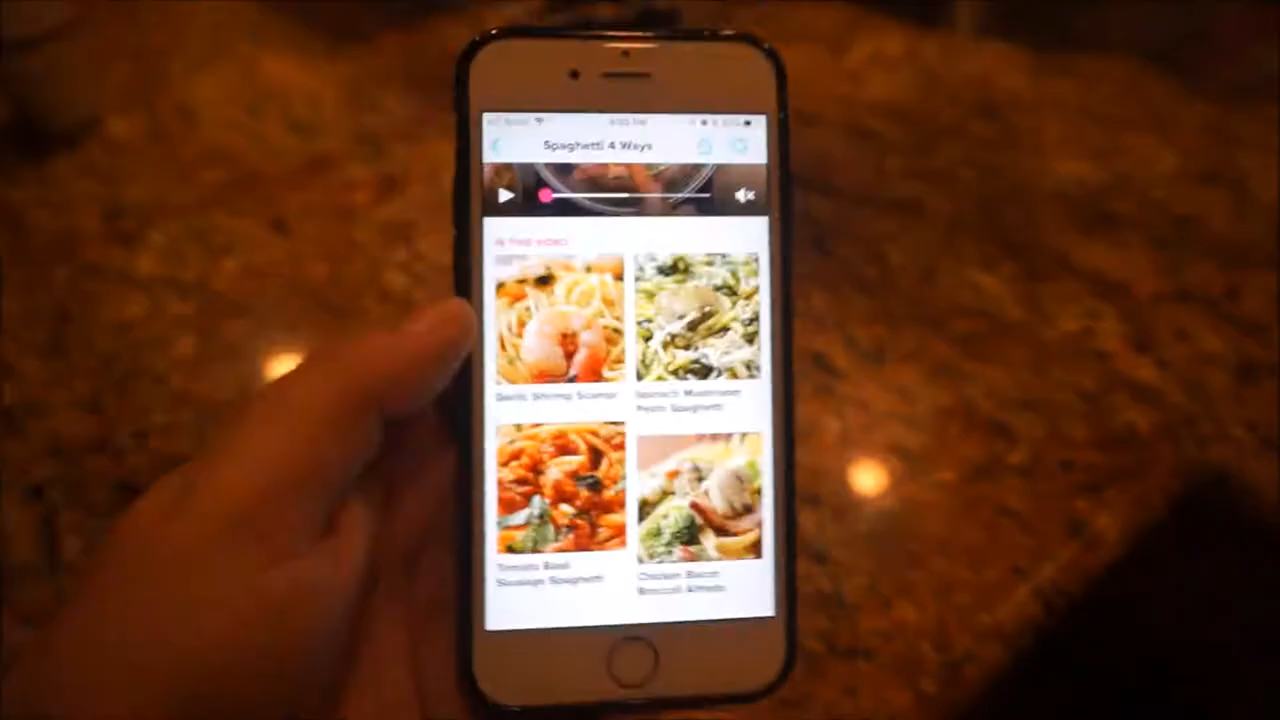 Spaghetti 4 Ways
IN THIS VIDEO
Garlic Shrimp Scampi
Spinach Mushroom
Pesto Spaghetti
Tomato Basil
Sausage Spaghetti
Chicken Bacon
Broccoli Alfredo